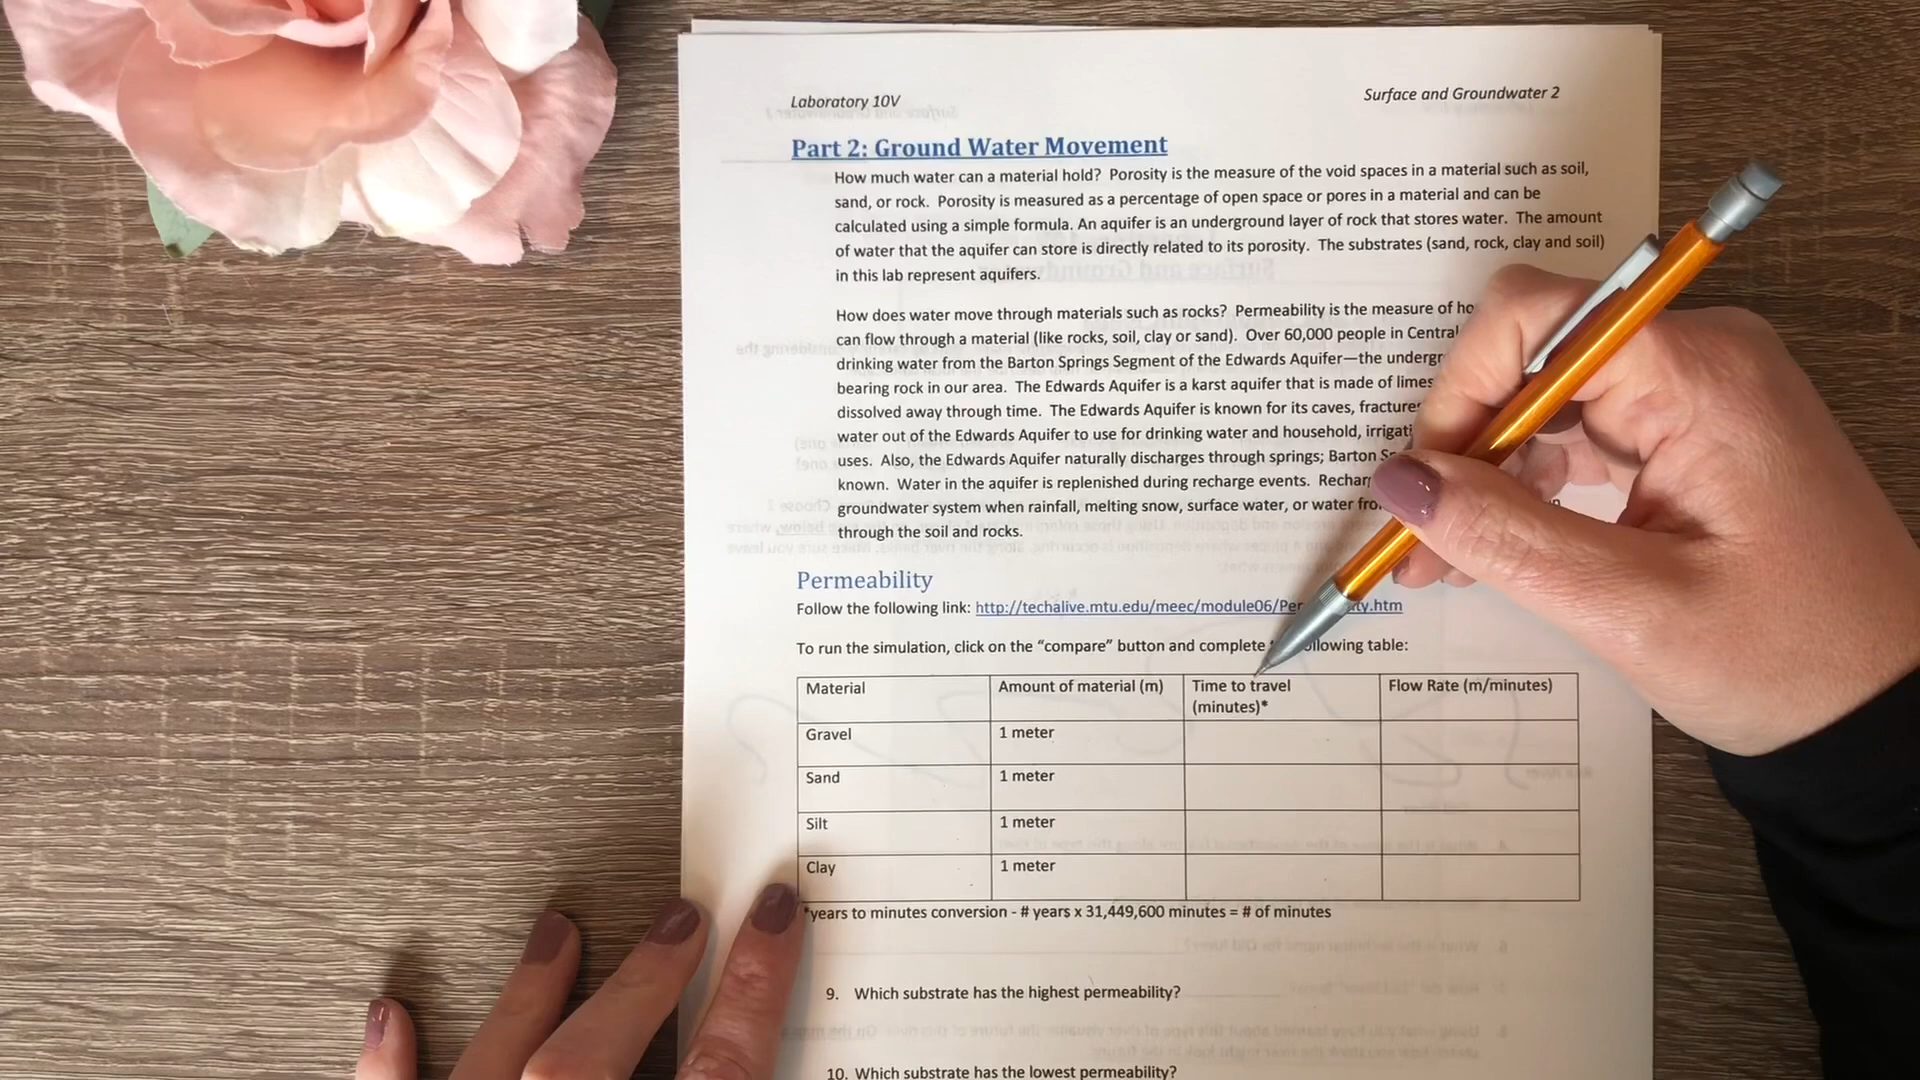 Laboratory 10V
Surface and Groundwater 2
Part 2: Ground Water Movement
How much water can a material hold? Porosity is the measure of the void spaces in a material such as soil,
sand, or rock. Porosity is measured as a percentage of open space or pores in a material and can be
calculated using a simple formula. An aquifer is an underground layer of rock that stores water. The amount
of water that the aquifer can store is directly related to its porosity. The substrates (sand, rock, clay and soil)
in this lab represent aquifers.
How does water move through materials such as rocks? Permeability is the measure of
can flow through a material (like rocks, soil, clay or sand). Over 60,000 people in Central
drinking water from the Barton Springs Segment of the Edwards Aquifer—the
bearing rock in our area. The Edwards Aquifer is a karst aquifer that is made of
dissolved away through time. The Edwards Aquifer is known for its caves,
water out of the Edwards Aquifer to use for drinking water and household,
uses. Also, the Edwards Aquifer naturally discharges through springs; Barton
known. Water in the aquifer is replenished during recharge events.
groundwater system when rainfall, melting snow, surface water, or water
through the soil and rocks.
Permeability
Follow the following link: http://techalive.mtu.edu/meec/module06/
To run the simulation, click on the “compare” button and complete following table:
Material Amount of material (m) Time to travel (minutes)* Flow Rate (m/minutes)
Gravel 1 meter
Sand 1 meter
Silt 1 meter
Clay 1 meter
*years to minutes conversion - # years x 31,449,600 minutes = # of minutes
9. Which substrate has the highest permeability?
10. Which substrate has the lowest permeability?